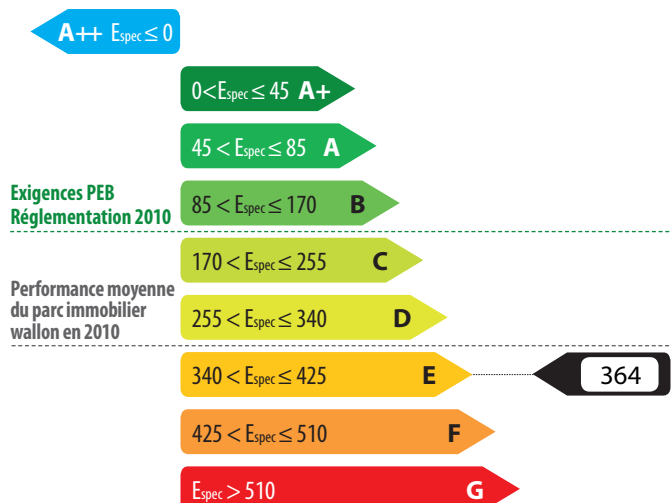 A++ Espec ≤ 0
0<Espec ≤ 45 A+
45 < Espec ≤ 85 A
Exigences PEB
Réglementation 2010
85 < Espec ≤ 170 B
170 < Espec ≤ 255 C
Performance moyenne
du parc immobilier
wallon en 2010
255 < Espec ≤ 340 D
340 < Espec ≤ 425 E
364
425 < Espec ≤ 510 F
Espec > 510 G